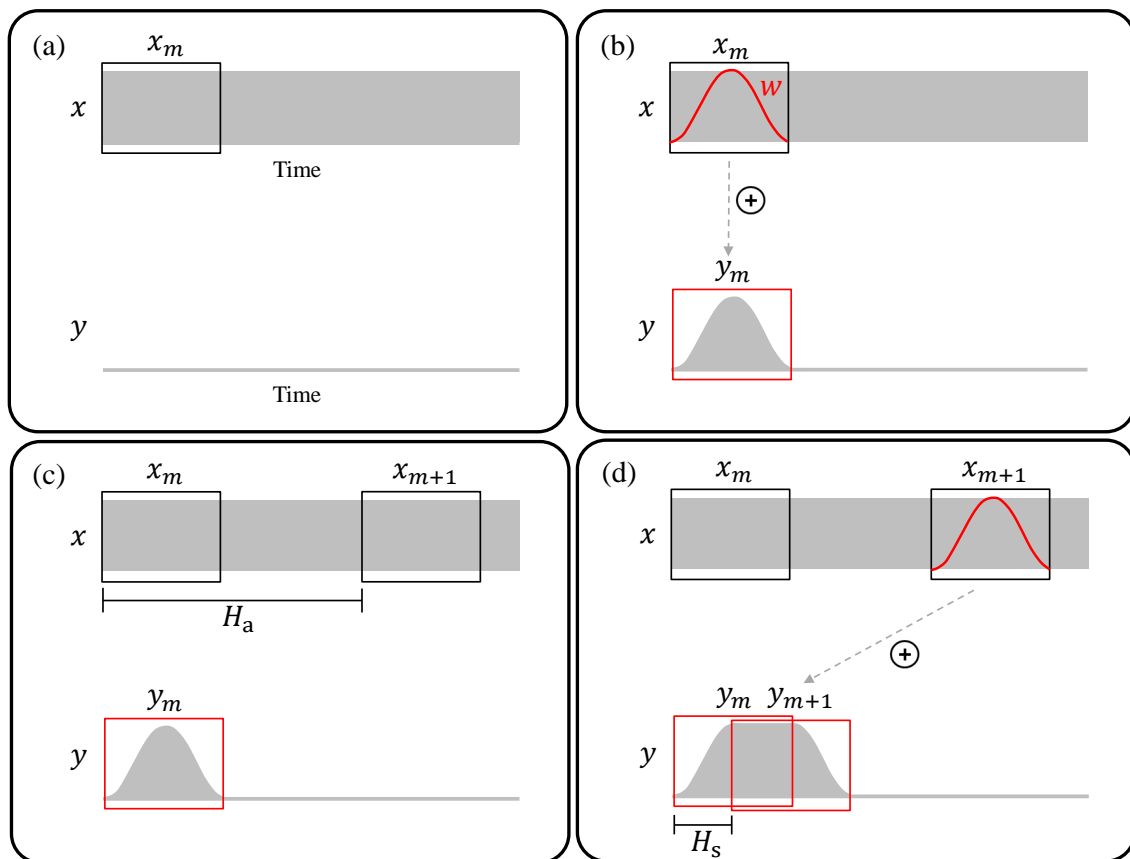 (a)
x_m
x
Time
y
Time
(b)
x_m
w
x
+
y_m
y
(c)
x_m x_{m+1}
x
H_a
y_m
y
(d)
x_m x_{m+1}
x
+
y_m y_{m+1}
y
H_s